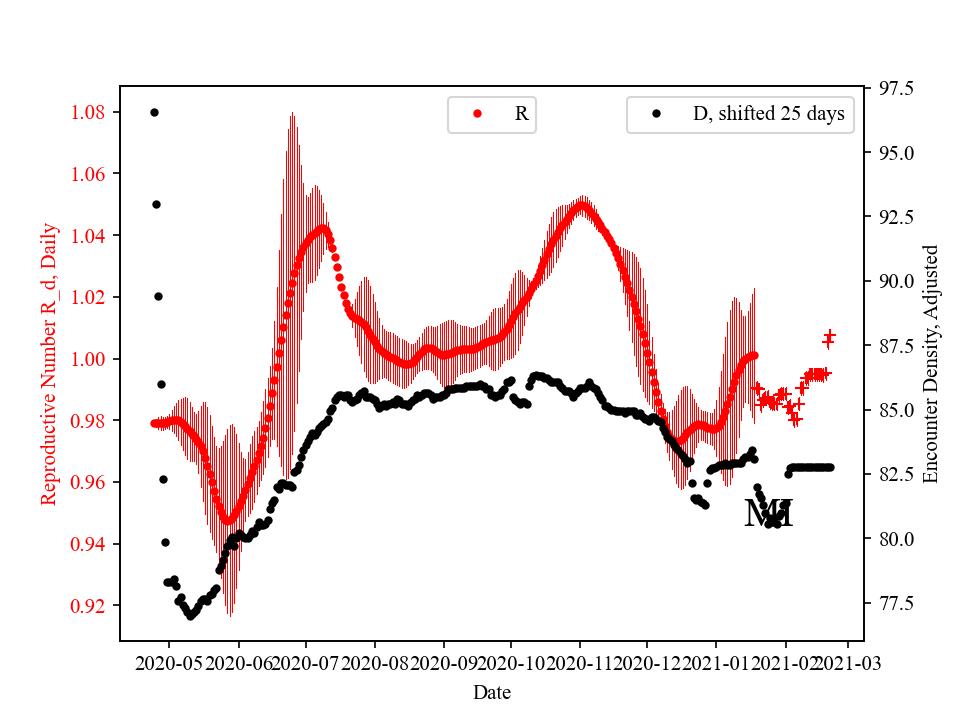 R
D, shifted 25 days
1.08
1.06
1.04
1.02
1.00
0.98
0.96
0.94
0.92
Reproductive Number R_d, Daily
97.5
95.0
92.5
90.0
87.5
85.0
82.5
80.0
77.5
Encounter Density, Adjusted
MI
2020-05 2020-06 2020-07 2020-08 2020-09 2020-10 2020-11 2020-12 2021-01 2021-02 2021-03
Date